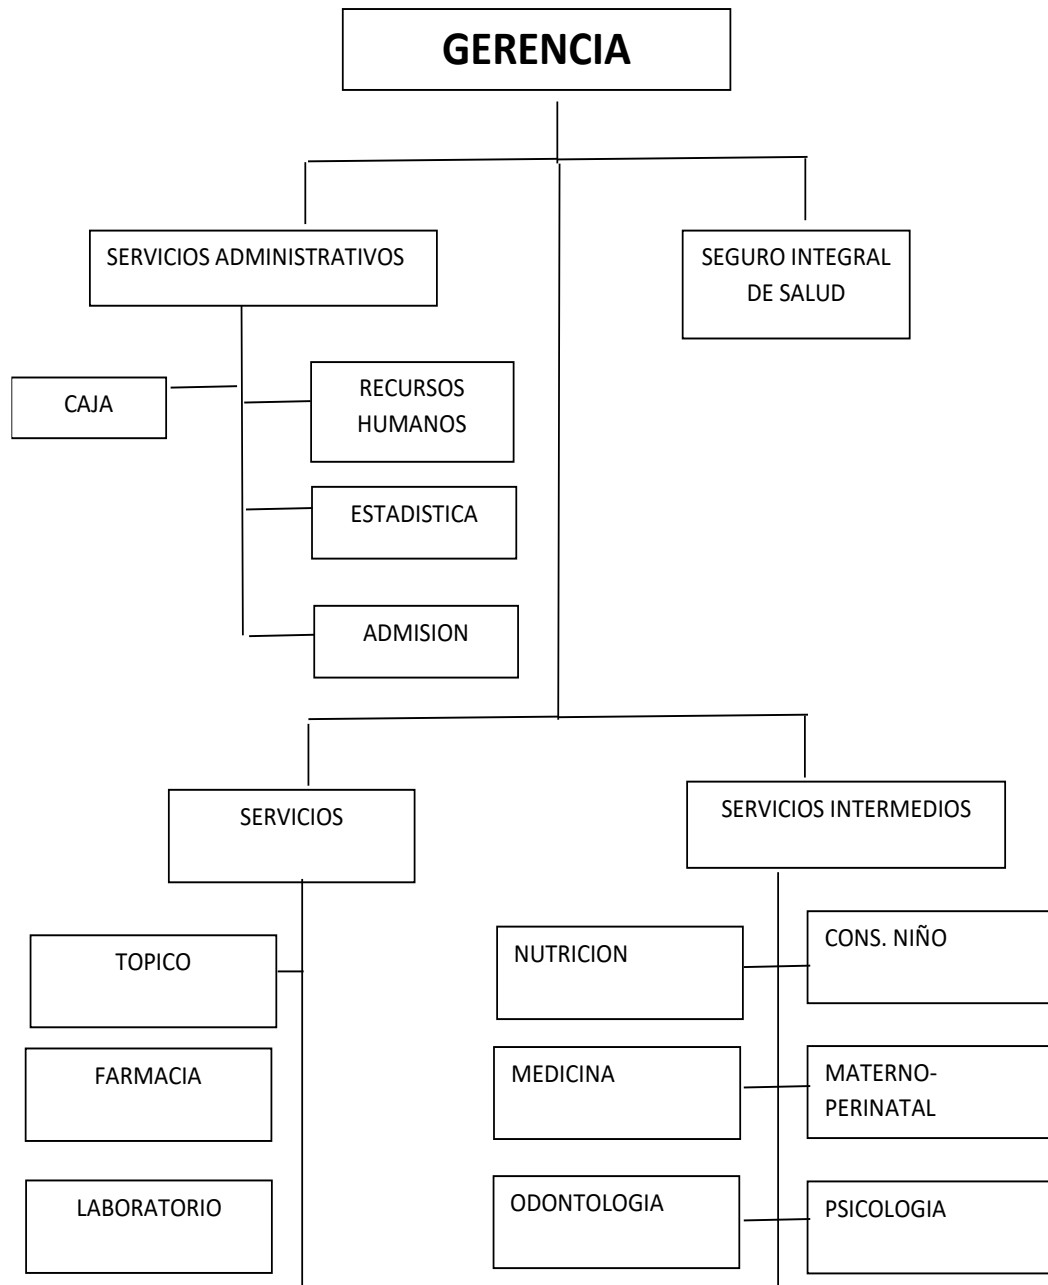 GERENCIA
SERVICIOS ADMINISTRATIVOS
SEGURO INTEGRAL
DE SALUD
CAJA
RECURSOS
HUMANOS
ESTADISTICA
ADMISION
SERVICIOS
SERVICIOS INTERMEDIOS
TOPICO
NUTRICION
CONS. NIÑO
FARMACIA
MEDICINA
MATERNO-
PERINATAL
LABORATORIO
ODONTOLOGIA
PSICOLOGIA